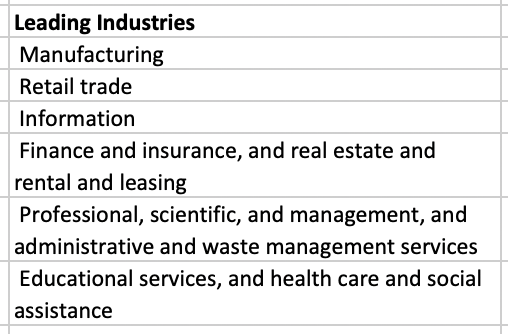 Leading Industries
Manufacturing
Retail trade
Information
Finance and insurance, and real estate and
rental and leasing
Professional, scientific, and management, and
administrative and waste management services
Educational services, and health care and social
assistance